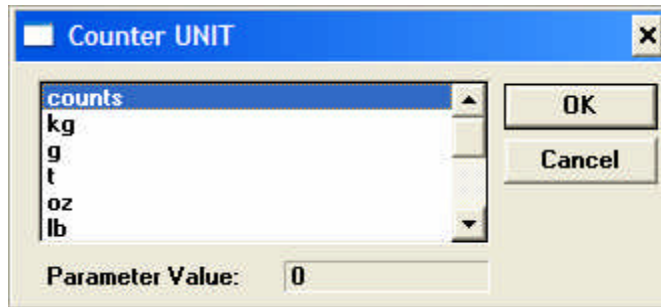 Counter UNIT
counts
kg
g
t
oz
lb
OK
Cancel
Parameter Value: 0